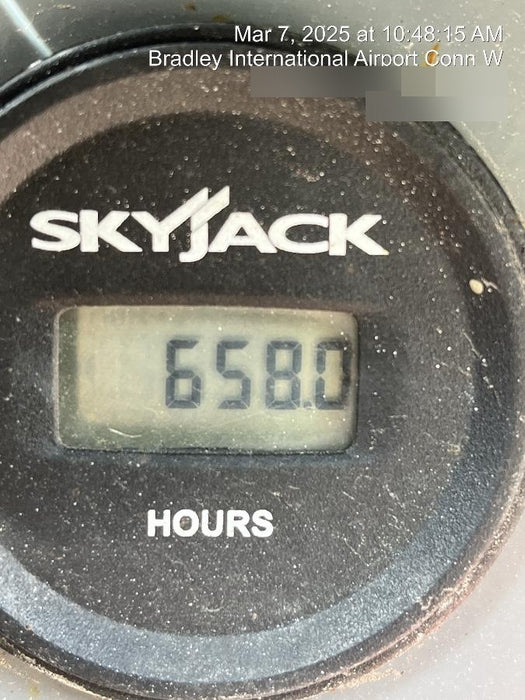 Mar 7, 2025 at 10:48:15 AM
Bradley International Airport Conn W
SKYJACK
658.0
HOURS